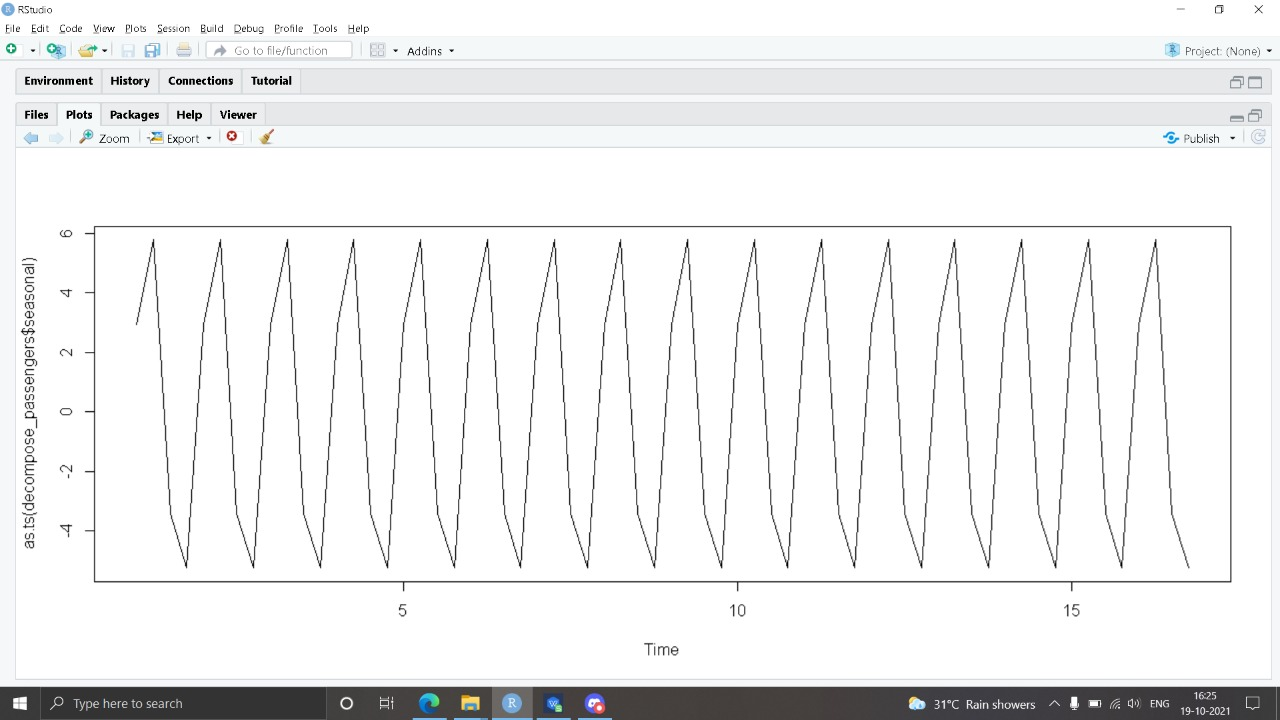 RStudio
File Edit Code View Plots Session Build Debug Profile Tools Help
Go to file/function Addins Project: (None)
Environment History Connections Tutorial
Files Plots Packages Help Viewer
Zoom Export Publish
as.ts(decompose_passengers$seasonal)
6
4
2
0
-2
-4
5 10 15
Time
Type here to search
31°C Rain showers ENG
16:25
19-10-2021